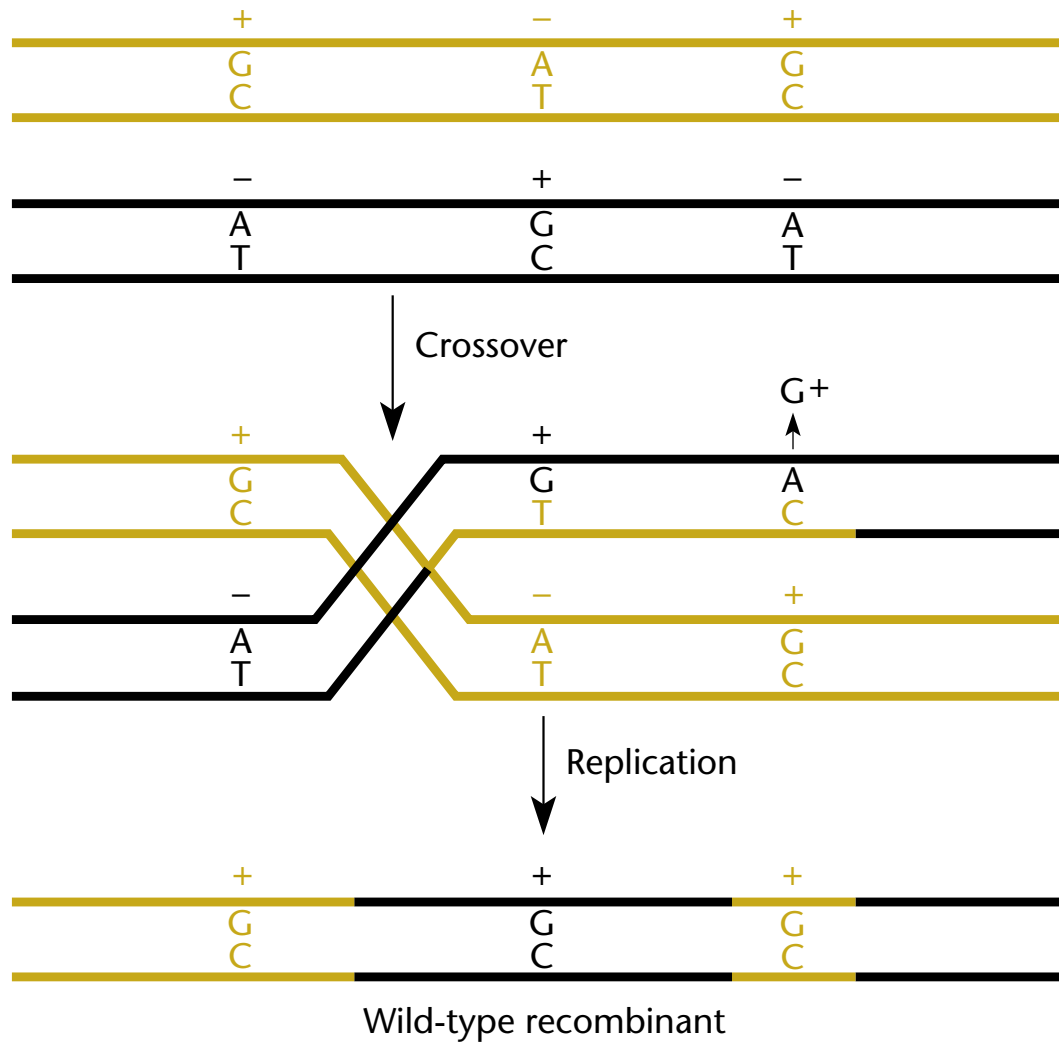 + − +
G A G
C T C
− + −
A G A
T C T
Crossover
G+
+ +
G G A
C T C
− − +
A A G
T T C
Replication
+ + +
G G G
C C C
Wild-type recombinant